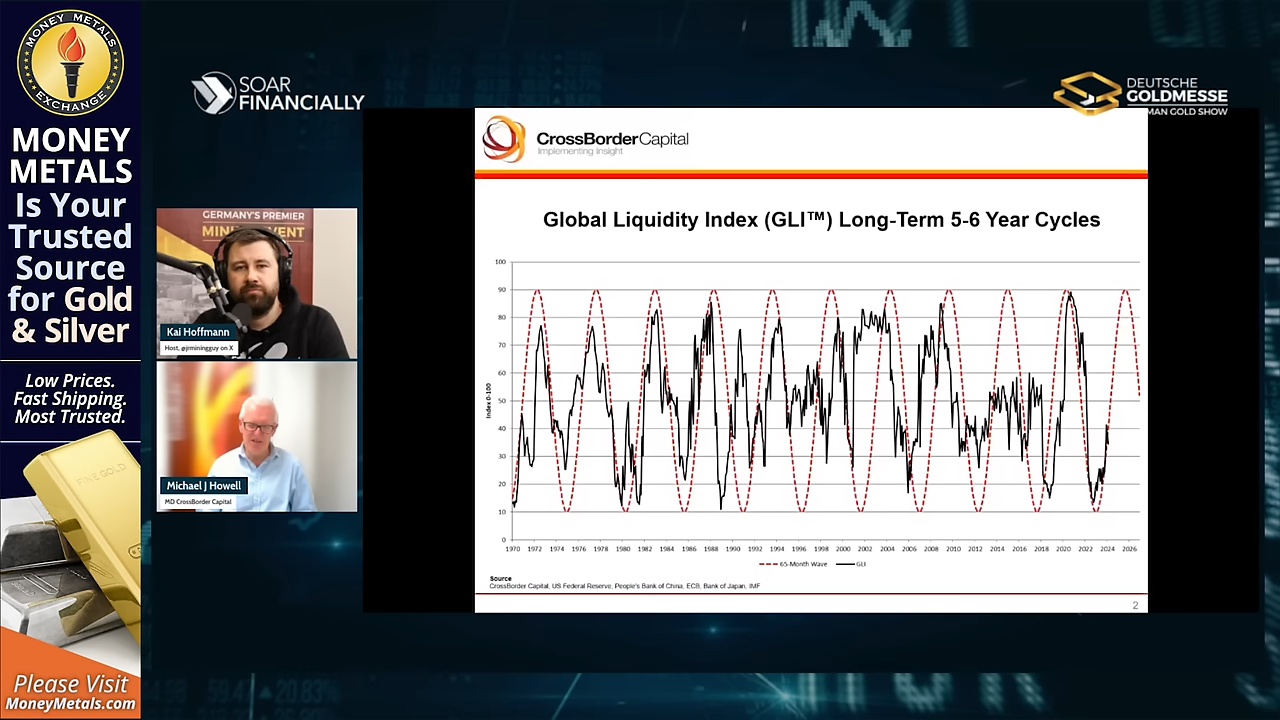 MONEY METALS
EXCHANGE
MONEY
METALS
Is Your
Trusted
Source
for Gold
& Silver
Low Prices.
Fast Shipping.
Most Trusted.
FINE GOLD
Please Visit
MoneyMetals.com
SOAR
FINANCIALLY
DEUTSCHE
GOLDMESSE
MAN GOLD SHOW
GERMANY'S PREMIER
Kai Hoffmann
Host, @jrminingguy on X
Michael J Howell
MD CrossBorder Capital
CrossBorderCapital
Implementing Insight
Global Liquidity Index (GLI™) Long-Term 5-6 Year Cycles
Index 0-100
100
90
80
70
60
50
40
30
20
10
0
1970 1972 1974 1976 1978 1980 1982 1984 1986 1988 1990 1992 1994 1996 1998 2000 2002 2004 2006 2008 2010 2012 2014 2016 2018 2020 2022 2024 2026
65-Month Wave GLI
Source
CrossBorder Capital, US Federal Reserve, People's Bank of China, ECB, Bank of Japan, IMF
2